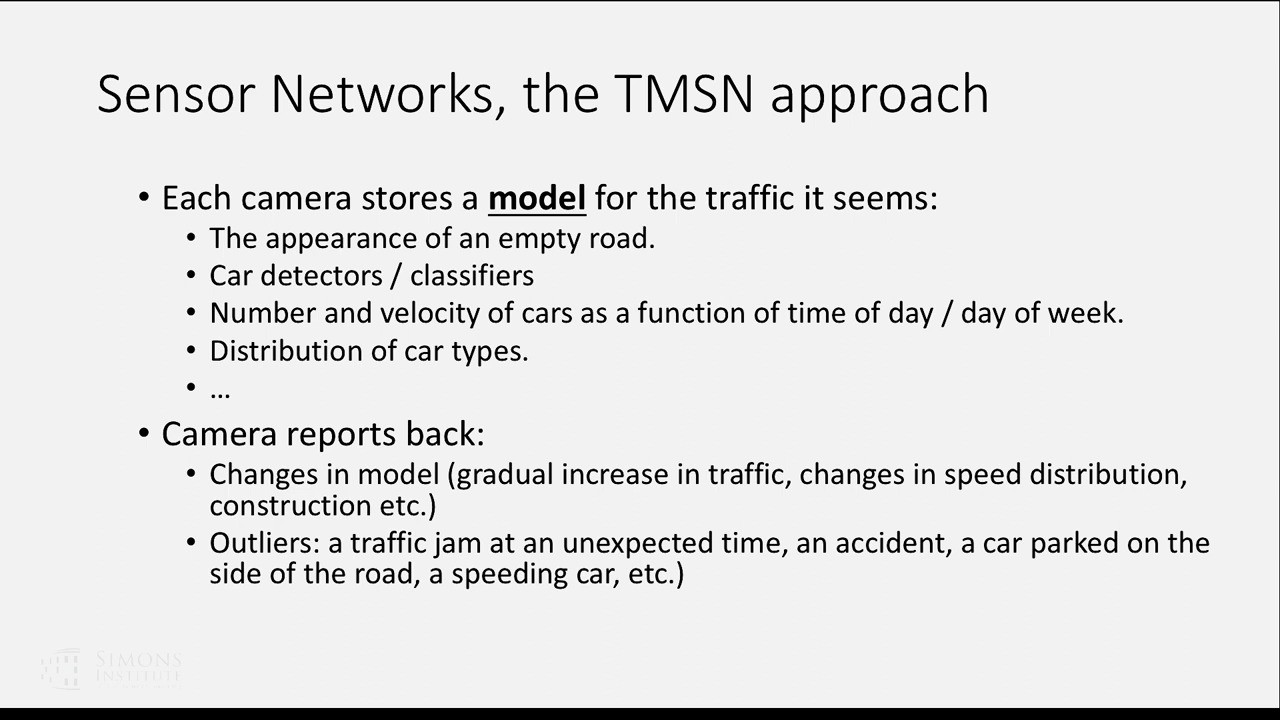 Sensor Networks, the TMSN approach
• Each camera stores a model for the traffic it seems:
• The appearance of an empty road.
• Car detectors / classifiers
• Number and velocity of cars as a function of time of day / day of week.
• Distribution of car types.
• …
• Camera reports back:
• Changes in model (gradual increase in traffic, changes in speed distribution,
construction etc.)
• Outliers: a traffic jam at an unexpected time, an accident, a car parked on the
side of the road, a speeding car, etc.)
SIMONS
INSTITUTE